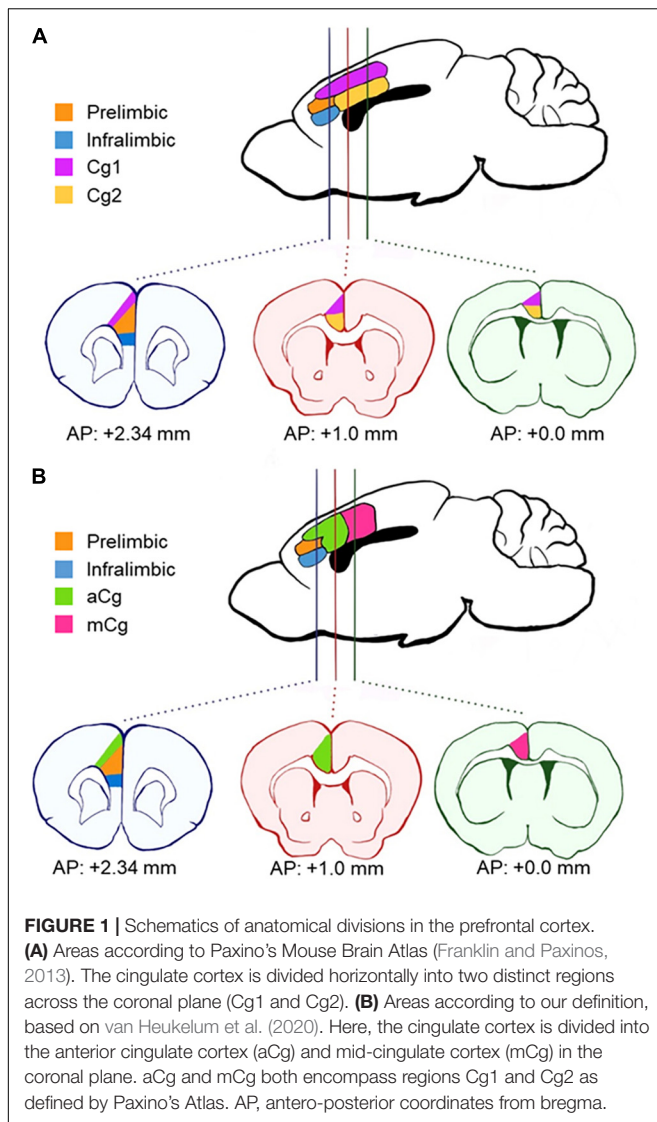 A
Prelimbic
Infralimbic
Cg1
Cg2
AP: +2.34 mm
AP: +1.0 mm
AP: +0.0 mm
B
Prelimbic
Infralimbic
aCg
mCg
AP: +2.34 mm
AP: +1.0 mm
AP: +0.0 mm
FIGURE 1 | Schematics of anatomical divisions in the prefrontal cortex.
(A) Areas according to Paxino's Mouse Brain Atlas (Franklin and Paxinos,
2013). The cingulate cortex is divided horizontally into two distinct regions
across the coronal plane (Cg1 and Cg2). (B) Areas according to our definition,
based on van Heukelum et al. (2020). Here, the cingulate cortex is divided into
the anterior cingulate cortex (aCg) and mid-cingulate cortex (mCg) in the
coronal plane. aCg and mCg both encompass regions Cg1 and Cg2 as
defined by Paxino's Atlas. AP, antero-posterior coordinates from bregma.